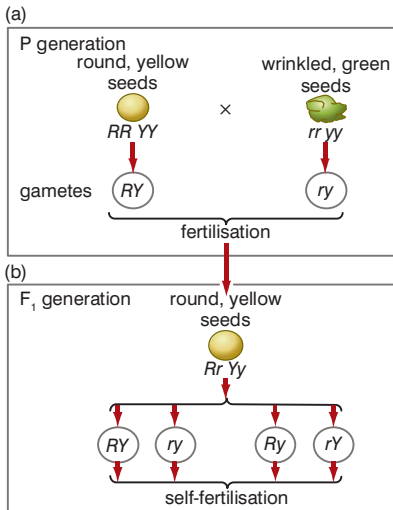 (a)
P generation
round, yellow
seeds
RR YY
×
wrinkled, green
seeds
rr yy
gametes
RY
ry
fertilisation
(b)
F₁ generation
round, yellow
seeds
Rr Yy
RY
ry
Ry
rY
self-fertilisation